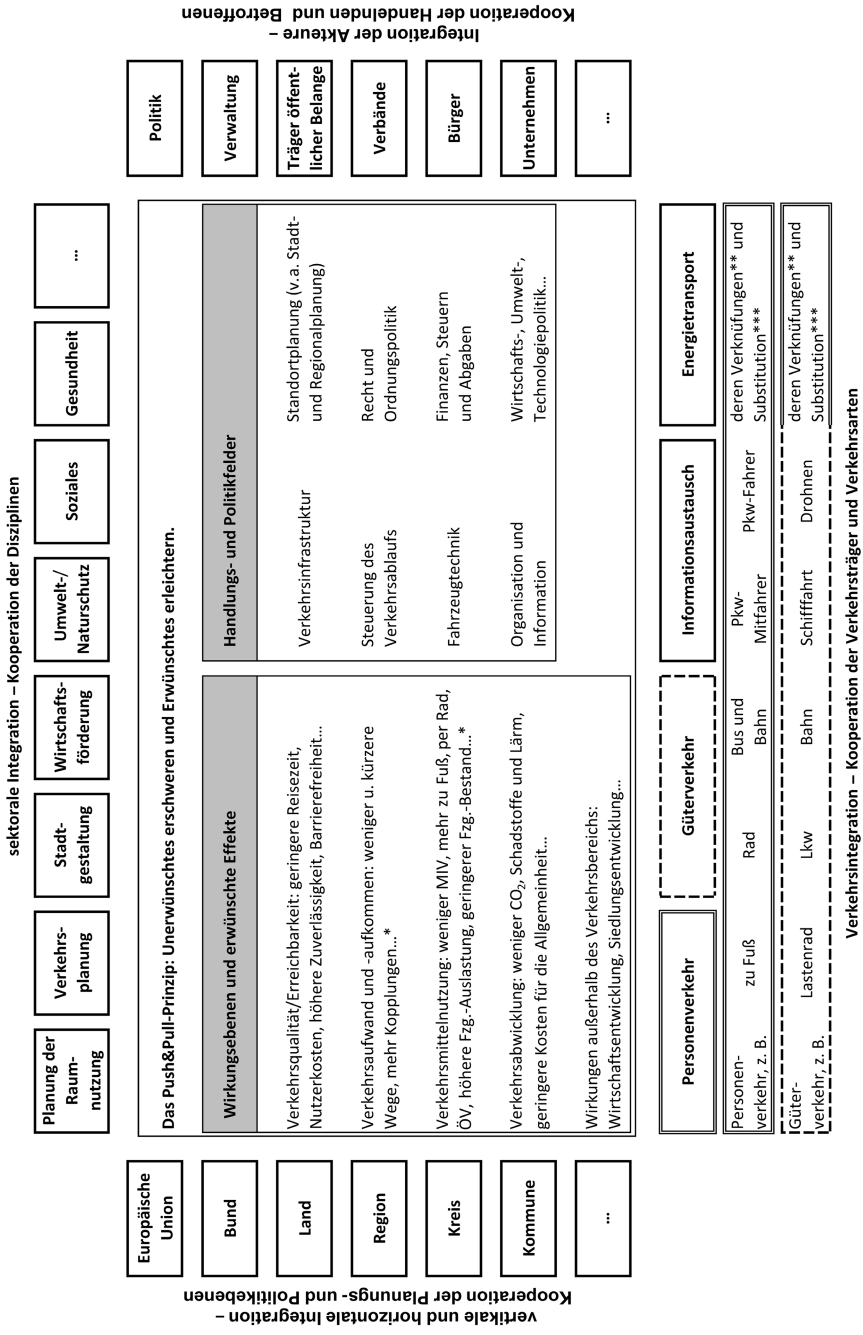 sektorale Integration – Kooperation der Disziplinen
Planung der
Raum-
nutzung
Verkehrs-
planung
Stadt-
gestaltung
Wirtschafts-
förderung
Umwelt-/
Naturschutz
Soziales
Gesundheit
...
vertikale und horizontale Integration –
Kooperation der Planungs- und Politikebenen
Europäische
Union
Bund
Land
Region
Kreis
Kommune
...
Das Push&Pull-Prinzip: Unerwünschtes erschweren und Erwünschtes erleichtern.
Wirkungsebenen und erwünschte Effekte
Verkehrsqualität/Erreichbarkeit: geringere Reisezeit,
Nutzerkosten, höhere Zuverlässigkeit, Barrierefreiheit...
Verkehrsaufwand und -aufkommen: weniger u. kürzere
Wege, mehr Kopplungen...*
Verkehrsmittelnutzung: weniger MIV, mehr zu Fuß, per Rad,
ÖV, höhere Fzg.-Auslastung, geringerer Fzg.-Bestand...*
Verkehrsabwicklung: weniger CO₂, Schadstoffe und Lärm,
geringere Kosten für die Allgemeinheit...
Wirkungen außerhalb des Verkehrsbereichs:
Wirtschaftsentwicklung, Siedlungsentwicklung...
Handlungs- und Politikfelder
Verkehrsinfrastruktur
Standortplanung (v.a. Stadt-
und Regionalplanung)
Steuerung des
Verkehrsablaufs
Recht und
Ordnungspolitik
Fahrzeugtechnik
Finanzen, Steuern
und Abgaben
Organisation und
Information
Wirtschafts-, Umwelt-,
Technologiepolitik...
Politik
Verwaltung
Träger öffent-
licher Belange
Verbände
Bürger
Unternehmen
...
Integration der Akteure –
Kooperation der Handelnden und Betroffenen
Personenverkehr
Güterverkehr
Informationsaustausch
Energietransport
Personen-
verkehr, z. B.
zu Fuß
Rad
Bus und
Bahn
Pkw-
Mitfahrer
Pkw-Fahrer
deren Verknüfungen** und
Substitution***
Güter-
verkehr, z. B.
Lastenrad
Lkw
Bahn
Schifffahrt
Drohnen
deren Verknüfungen** und
Substitution***
Verkehrsintegration – Kooperation der Verkehrsträger und Verkehrsarten